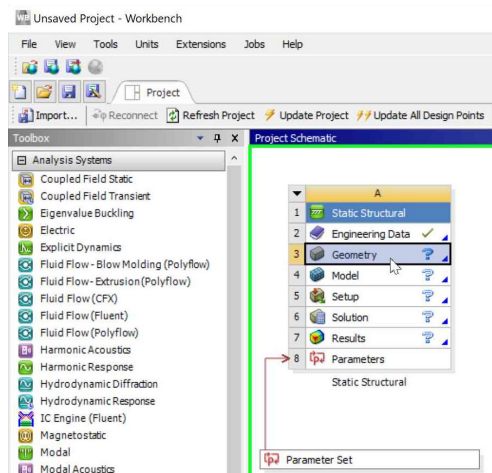 WB Unsaved Project - Workbench
File View Tools Units Extensions Jobs Help
Project
Import... Reconnect Refresh Project Update Project Update All Design Points
Toolbox
Project Schematic
Analysis Systems
Coupled Field Static
Coupled Field Transient
Eigenvalue Buckling
Electric
Explicit Dynamics
Fluid Flow - Blow Molding (Polyflow)
Fluid Flow - Extrusion (Polyflow)
Fluid Flow (CFX)
Fluid Flow (Fluent)
Fluid Flow (Polyflow)
Harmonic Acoustics
Harmonic Response
Hydrodynamic Diffraction
Hydrodynamic Response
IC Engine (Fluent)
Magnetostatic
Modal
Modal Acoustics
A
1 Static Structural
2 Engineering Data
3 Geometry ?
4 Model ?
5 Setup ?
6 Solution ?
7 Results ?
8 Parameters
Static Structural
Parameter Set